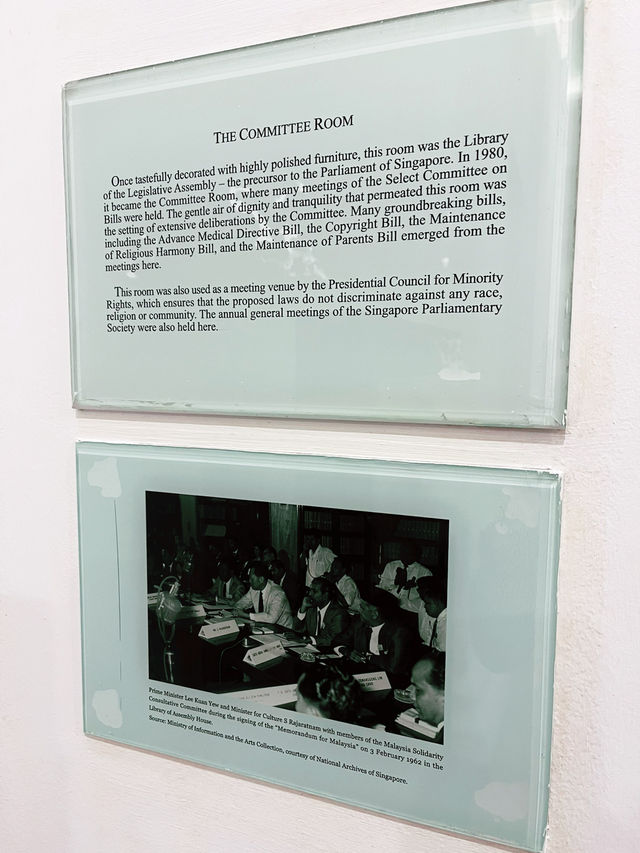 THE COMMITTEE ROOM
Once tastefully decorated with highly polished furniture, this room was the Library
of the Legislative Assembly – the precursor to the Parliament of Singapore. In 1980,
it became the Committee Room, where many meetings of the Select Committee on
Bills were held. The gentle air of dignity and tranquility that permeated this room was
the setting of extensive deliberations by the Committee. Many groundbreaking bills,
including the Advance Medical Directive Bill, the Copyright Bill, the Maintenance
of Religious Harmony Bill, and the Maintenance of Parents Bill emerged from the
meetings here.
This room was also used as a meeting venue by the Presidential Council for Minority
Rights, which ensures that the proposed laws do not discriminate against any race,
religion or community. The annual general meetings of the Singapore Parliamentary
Society were also held here.
Prime Minister Lee Kuan Yew and Minister for Culture S Rajaratnam with members of the Malaysia Solidarity
Consultative Committee during the signing of the "Memorandum for Malaysia" on 3 February 1962 in the
Library of Assembly House.
Source: Ministry of Information and the Arts Collection, courtesy of National Archives of Singapore.